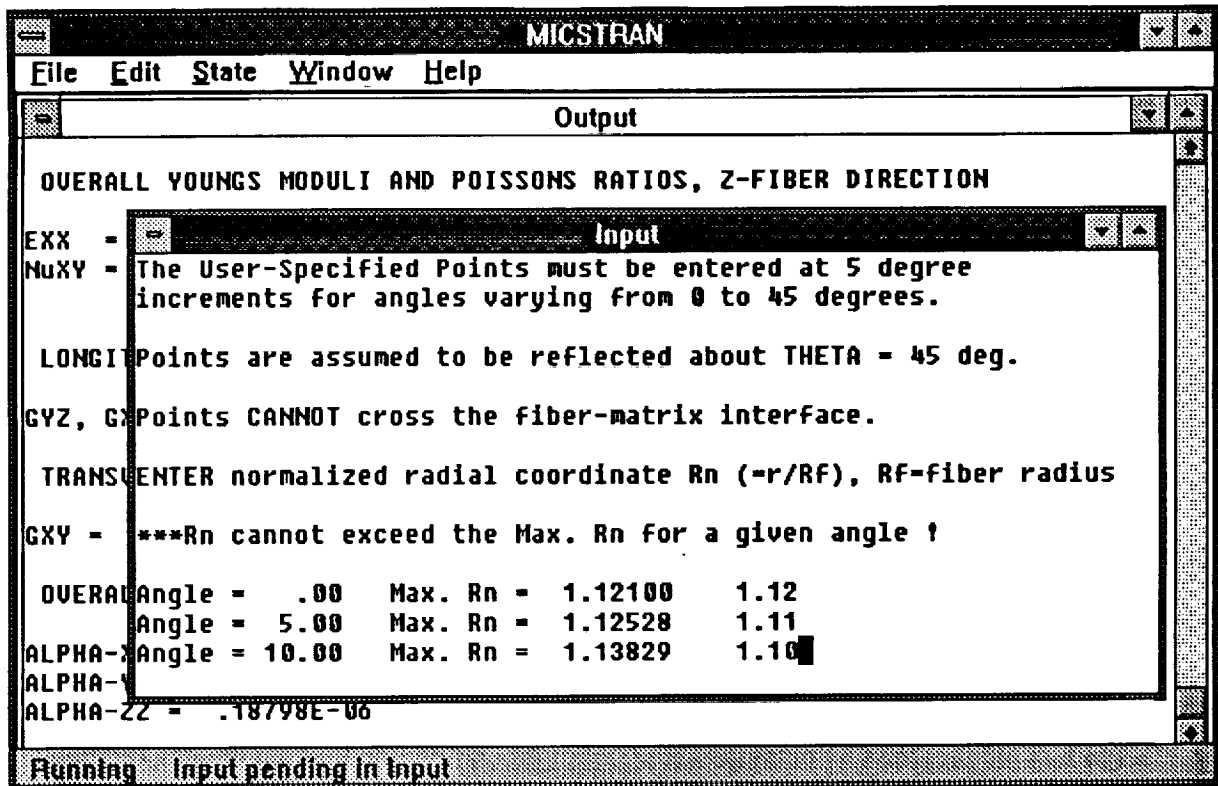 MICSTRAN
File Edit State Window Help
Output
OVERALL YOUNGS MODULI AND POISSONS RATIOS, Z-FIBER DIRECTION
EXX =
NuXY =
LONGIT
GYZ, GX
TRANSV
GXY =
OVERAL
ALPHA-X
ALPHA-Y
ALPHA-ZZ = .18798E-06
Input
The User-Specified Points must be entered at 5 degree
increments for angles varying from 0 to 45 degrees.
Points are assumed to be reflected about THETA = 45 deg.
Points CANNOT cross the fiber-matrix interface.
ENTER normalized radial coordinate Rn (=r/Rf), Rf=fiber radius
***Rn cannot exceed the Max. Rn for a given angle !
Angle = .00 Max. Rn = 1.12100 1.12
Angle = 5.00 Max. Rn = 1.12528 1.11
Angle = 10.00 Max. Rn = 1.13829 1.10
Running Input pending in Input